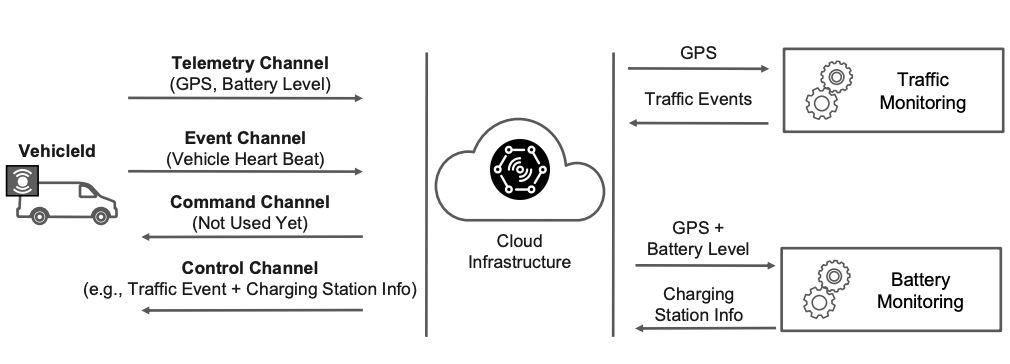 Telemetry Channel
(GPS, Battery Level)
Event Channel
(Vehicle Heart Beat)
VehicleId
Command Channel
(Not Used Yet)
Control Channel
(e.g., Traffic Event + Charging Station Info)
Cloud
Infrastructure
GPS
Traffic Events
Traffic
Monitoring
GPS +
Battery Level
Charging
Station Info
Battery
Monitoring